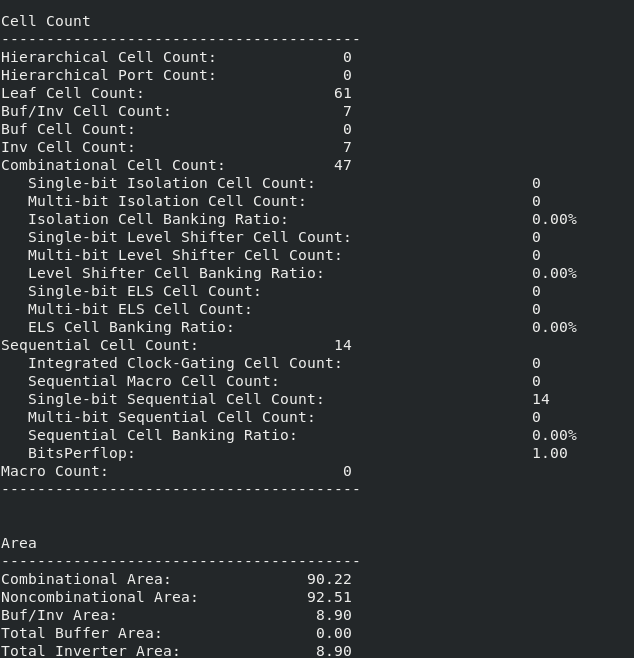 Cell Count
----------------------------------------
Hierarchical Cell Count:              0
Hierarchical Port Count:              0
Leaf Cell Count:                     61
Buf/Inv Cell Count:                   7
Buf Cell Count:                       0
Inv Cell Count:                       7
Combinational Cell Count:            47
   Single-bit Isolation Cell Count:                        0
   Multi-bit Isolation Cell Count:                         0
   Isolation Cell Banking Ratio:                           0.00%
   Single-bit Level Shifter Cell Count:                    0
   Multi-bit Level Shifter Cell Count:                     0
   Level Shifter Cell Banking Ratio:                       0.00%
   Single-bit ELS Cell Count:                              0
   Multi-bit ELS Cell Count:                               0
   ELS Cell Banking Ratio:                                 0.00%
Sequential Cell Count:               14
   Integrated Clock-Gating Cell Count:                     0
   Sequential Macro Cell Count:                            0
   Single-bit Sequential Cell Count:                       14
   Multi-bit Sequential Cell Count:                        0
   Sequential Cell Banking Ratio:                          0.00%
   BitsPerflop:                                            1.00
Macro Count:                          0
----------------------------------------
Area
----------------------------------------
Combinational Area:               90.22
Noncombinational Area:            92.51
Buf/Inv Area:                      8.90
Total Buffer Area:                 0.00
Total Inverter Area:               8.90